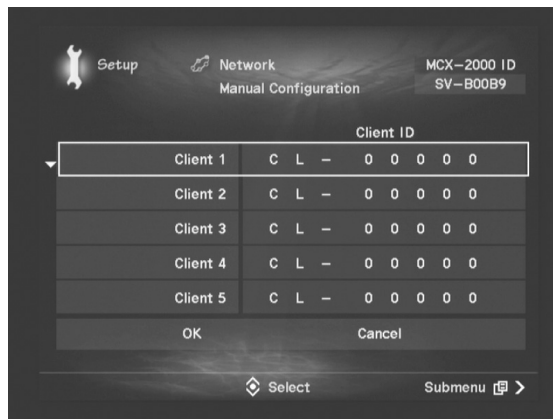 Setup Network MCX-2000 ID
Manual Configuration SV-B00B9
Client ID
Client 1 C L - 0 0 0 0 0
Client 2 C L - 0 0 0 0 0
Client 3 C L - 0 0 0 0 0
Client 4 C L - 0 0 0 0 0
Client 5 C L - 0 0 0 0 0
OK Cancel
Select Submenu